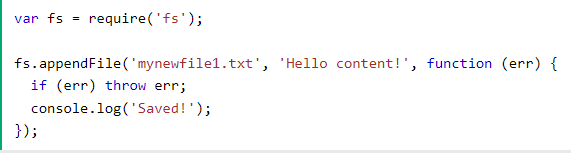 var fs = require('fs');
fs.appendFile('mynewfile1.txt', 'Hello content!', function (err) {
  if (err) throw err;
  console.log('Saved!');
});